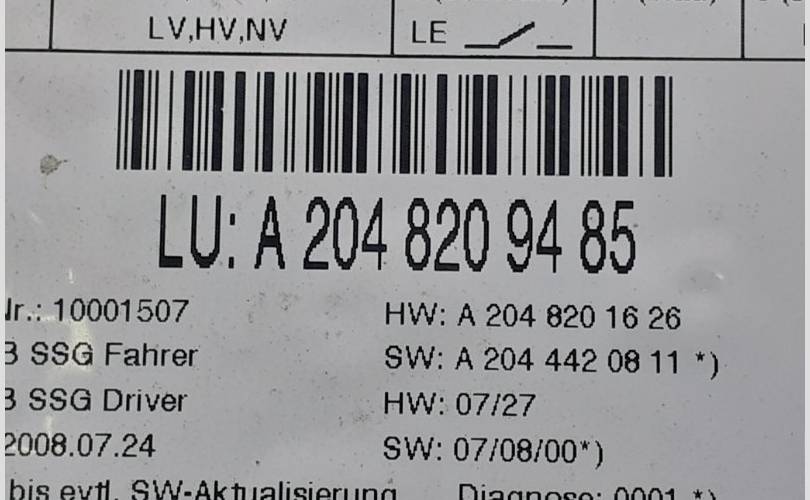 LV,HV,NV
LE
LU: A 204 820 94 85
Nr.: 10001507 HW: A 204 820 16 26
SSG Fahrer SW: A 204 442 08 11 *)
SSG Driver HW: 07/27
2008.07.24 SW: 07/08/00*)
bis evtl. SW-Aktualisierung Diagnose: 0001 *)